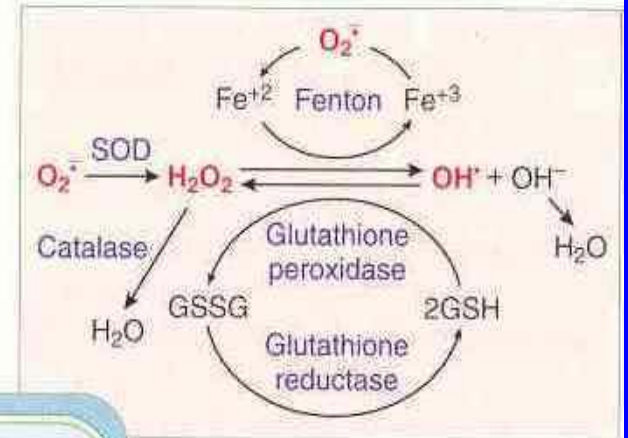 O₂•̅
Fe+2 Fenton Fe+3
SOD
O₂•̅ H₂O₂ OH• + OH⁻
Catalase Glutathione peroxidase H₂O
H₂O GSSG 2GSH
Glutathione
reductase